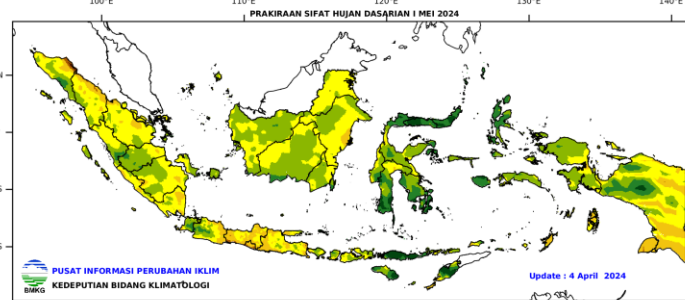 100°E 110°E 120°E 130°E 140°E
PRAKIRAAN SIFAT HUJAN DASARIAN I MEI 2024
N
S
S
PUSAT INFORMASI PERUBAHAN IKLIM
KEDEPUTIAN BIDANG KLIMATOLOGI
BMKG
Update : 4 April 2024